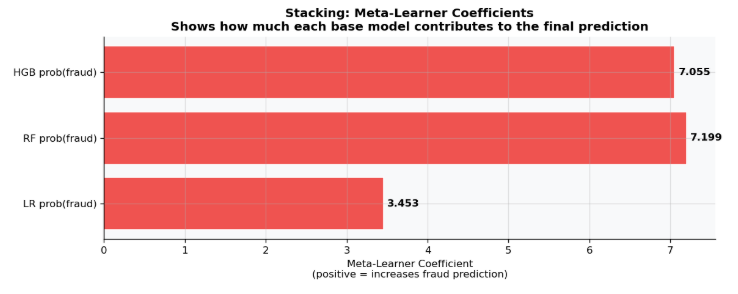 Stacking: Meta-Learner Coefficients
Shows how much each base model contributes to the final prediction
HGB prob(fraud)
7.055
RF prob(fraud)
7.199
LR prob(fraud)
3.453
0 1 2 3 4 5 6 7
Meta-Learner Coefficient
(positive = increases fraud prediction)